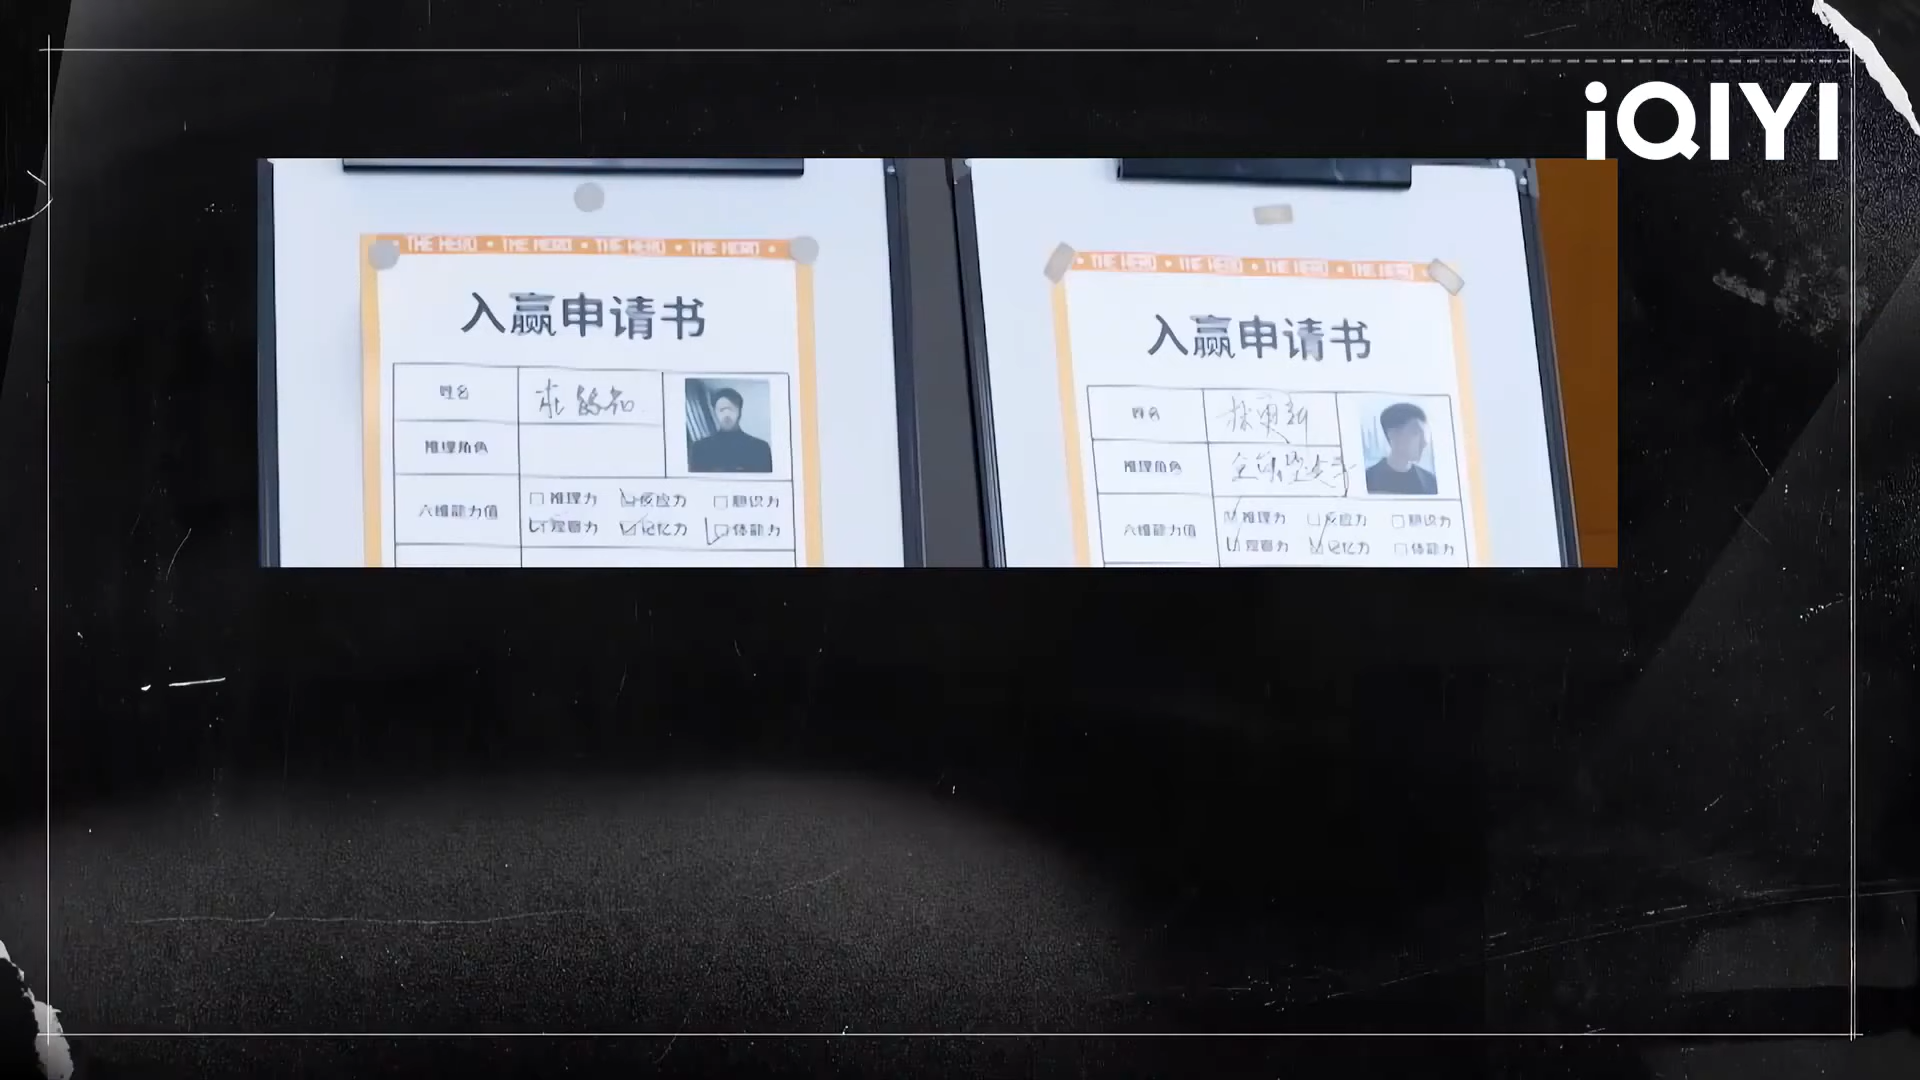 iQIYI
THE HERO • THE HERO • THE HERO • THE HERO
入赢申请书
姓名
推理角色
六维能力值
推理力 反应力 意识力
观察力 记忆力 体能力
THE HERO • THE HERO • THE HERO • THE HERO
入赢申请书
姓名
推理角色
六维能力值
推理力 反应力 意识力
观察力 记忆力 体能力